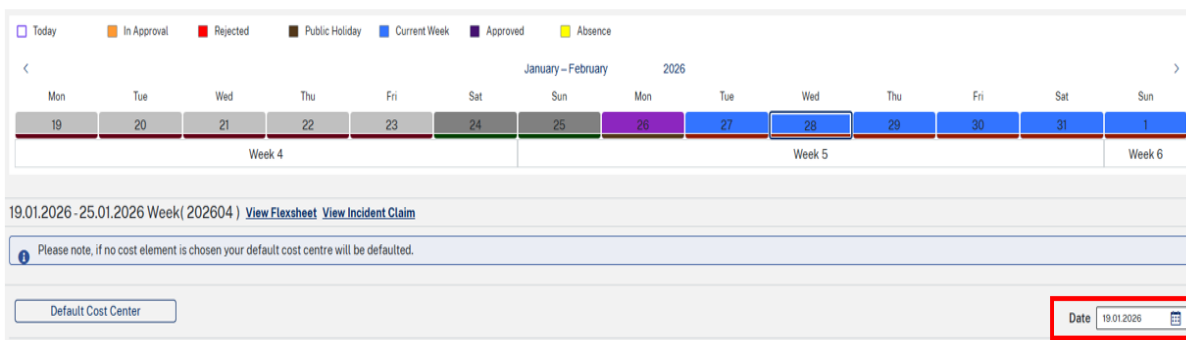 Today In Approval Rejected Public Holiday Current Week Approved Absence
< January – February 2026 >
Mon Tue Wed Thu Fri Sat Sun Mon Tue Wed Thu Fri Sat Sun
19 20 21 22 23 24 25 26 27 28 29 30 31 1
Week 4 Week 5 Week 6
19.01.2026 - 25.01.2026 Week( 202604 ) View Flexsheet View Incident Claim
Please note, if no cost element is chosen your default cost centre will be defaulted.
Default Cost Center Date 19.01.2026